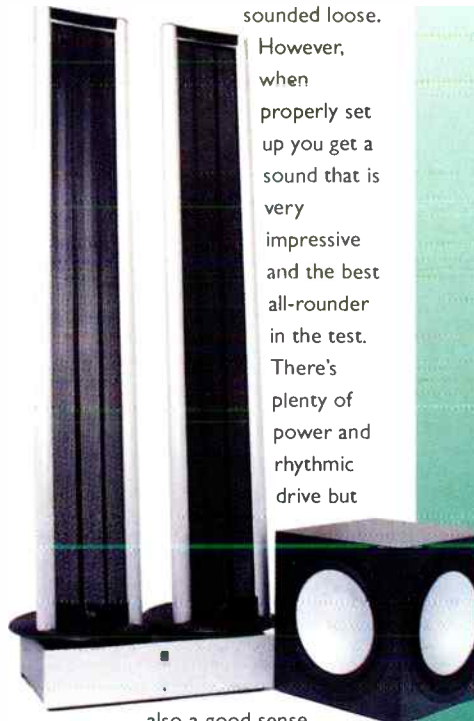 sounded loose.
However,
when
properly set
up you get a
sound that is
very
impressive
and the best
all-rounder
in the test.
There's
plenty of
power and
rhythmic
drive but
also a good sense